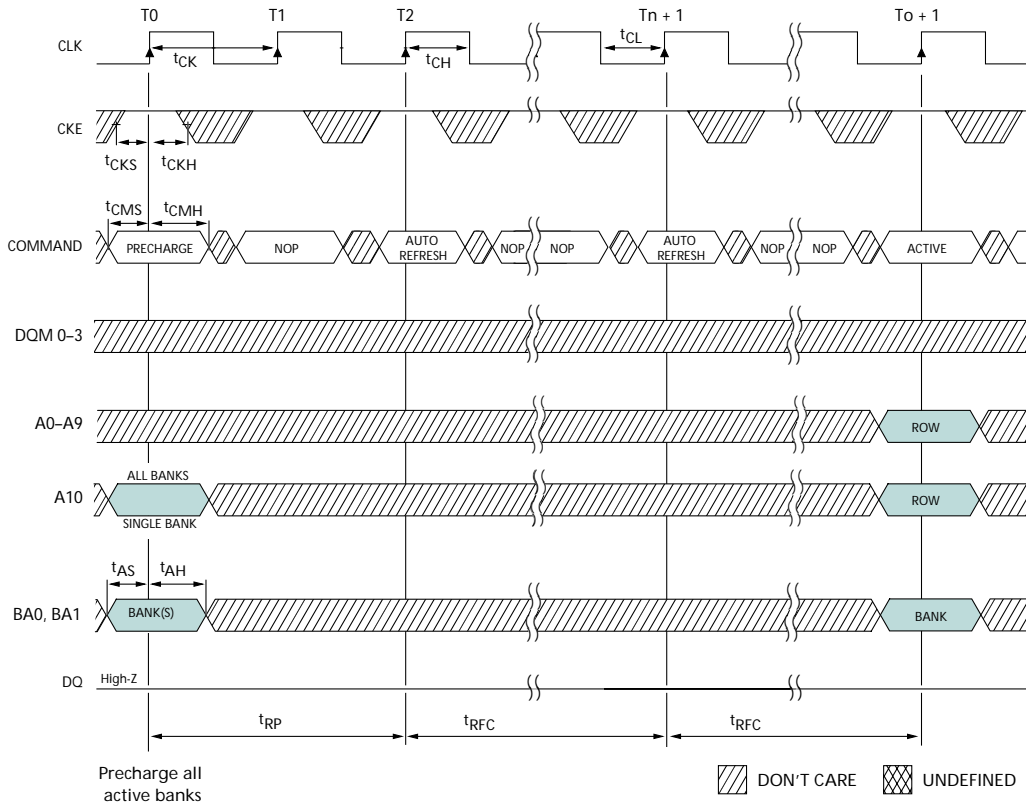 T0 T1 T2 Tn + 1 To + 1
CLK
tCK tCH tCL
CKE
tCKS tCKH
tCMS tCMH
COMMAND PRECHARGE NOP AUTO REFRESH NOP NOP AUTO REFRESH NOP NOP ACTIVE
DQM 0–3
A0–A9 ROW
ALL BANKS
A10 ROW
SINGLE BANK
tAS tAH
BA0, BA1 BANK(S) BANK
DQ High-Z
tRP tRFC tRFC
Precharge all
active banks
DON'T CARE UNDEFINED